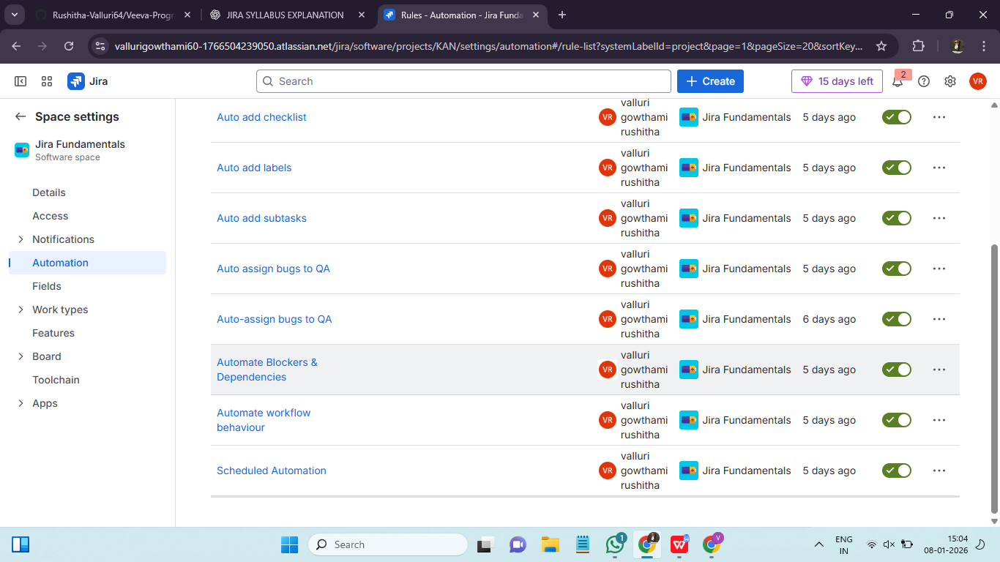 Rushitha-Valluri64/Veeva-Progr
JIRA SYLLABUS EXPLANATION
Rules - Automation - Jira Funda
vallurigowthami60-1766504239050.atlassian.net/jira/software/projects/KAN/settings/automation#/rule-list?systemLabelId=project&page=1&pageSize=20&sortKey...
Jira
Search
Create
15 days left
2
VR
Space settings
Jira Fundamentals
Software space
Details
Access
Notifications
Automation
Fields
Work types
Features
Board
Toolchain
Apps
Auto add checklist
VR
valluri
gowthami
rushitha
Jira Fundamentals
5 days ago
Auto add labels
VR
valluri
gowthami
rushitha
Jira Fundamentals
5 days ago
Auto add subtasks
VR
valluri
gowthami
rushitha
Jira Fundamentals
5 days ago
Auto assign bugs to QA
VR
valluri
gowthami
rushitha
Jira Fundamentals
5 days ago
Auto-assign bugs to QA
VR
valluri
gowthami
rushitha
Jira Fundamentals
6 days ago
Automate Blockers &
Dependencies
VR
valluri
gowthami
rushitha
Jira Fundamentals
5 days ago
Automate workflow
behaviour
VR
valluri
gowthami
rushitha
Jira Fundamentals
5 days ago
Scheduled Automation
VR
valluri
gowthami
rushitha
Jira Fundamentals
5 days ago
Search
1
V
ENG
IN
15:04
08-01-2026